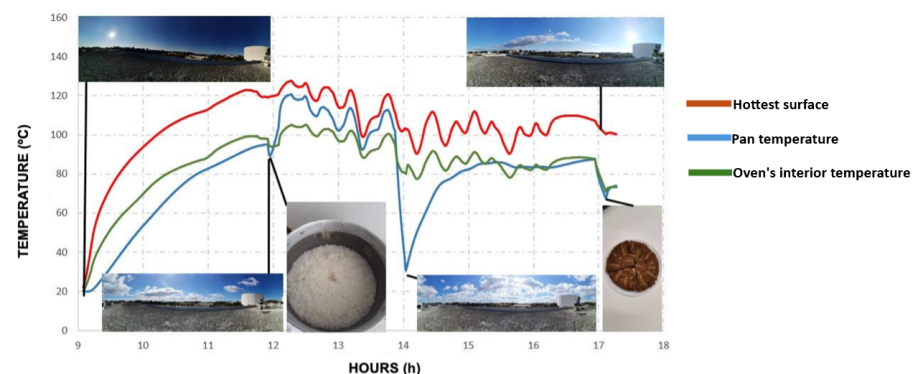 160
140
120
100
80
60
40
20
0
TEMPERATURE (ºC)
9 10 11 12 13 14 15 16 17 18
HOURS (h)
Hottest surface
Pan temperature
Oven's interior temperature